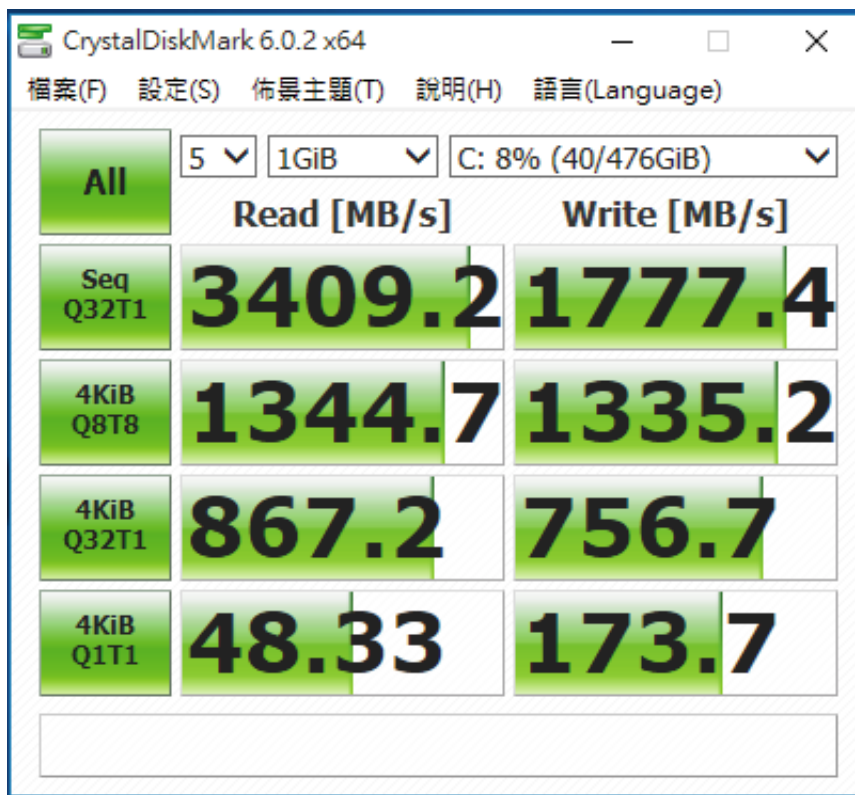 CrystalDiskMark 6.0.2 x64
檔案(F) 設定(S) 佈景主題(T) 說明(H) 語言(Language)
All 5 1GiB C: 8% (40/476GiB)
Read [MB/s] Write [MB/s]
Seq
Q32T1 3409.2 1777.4
4KiB
Q8T8 1344.7 1335.2
4KiB
Q32T1 867.2 756.7
4KiB
Q1T1 48.33 173.7